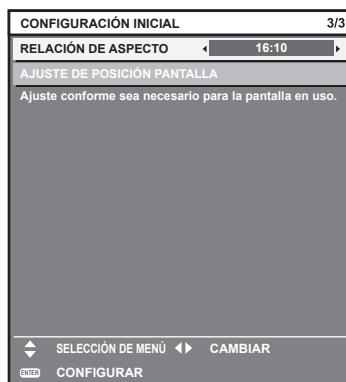 CONFIGURACIÓN INICIAL 3/3
RELACIÓN DE ASPECTO 16:10
AJUSTE DE POSICIÓN PANTALLA
Ajuste conforme sea necesario para la pantalla en uso.
SELECCIÓN DE MENÚ CAMBIAR
ENTER CONFIGURAR